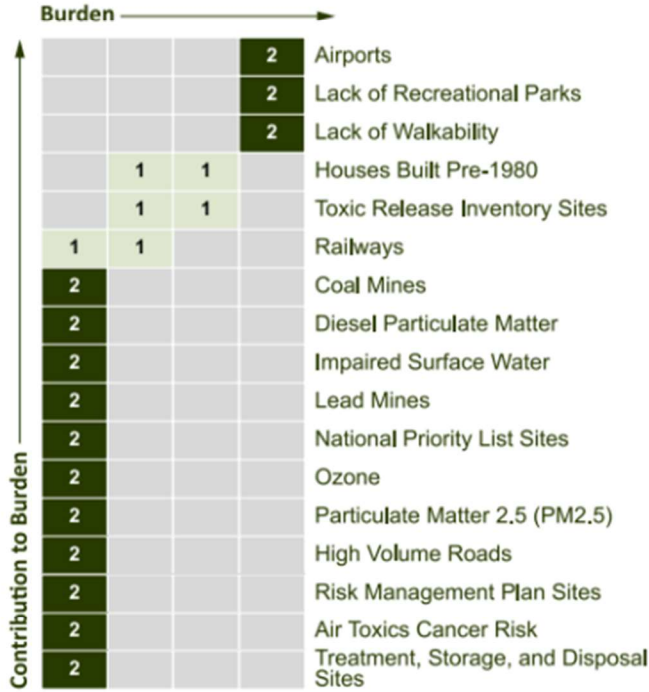 Burden
2 Airports
2 Lack of Recreational Parks
2 Lack of Walkability
1 1 Houses Built Pre-1980
1 1 Toxic Release Inventory Sites
1 1 Railways
2 Coal Mines
2 Diesel Particulate Matter
2 Impaired Surface Water
2 Lead Mines
2 National Priority List Sites
2 Ozone
2 Particulate Matter 2.5 (PM2.5)
2 High Volume Roads
2 Risk Management Plan Sites
2 Air Toxics Cancer Risk
2 Treatment, Storage, and Disposal
Sites
Contribution to Burden